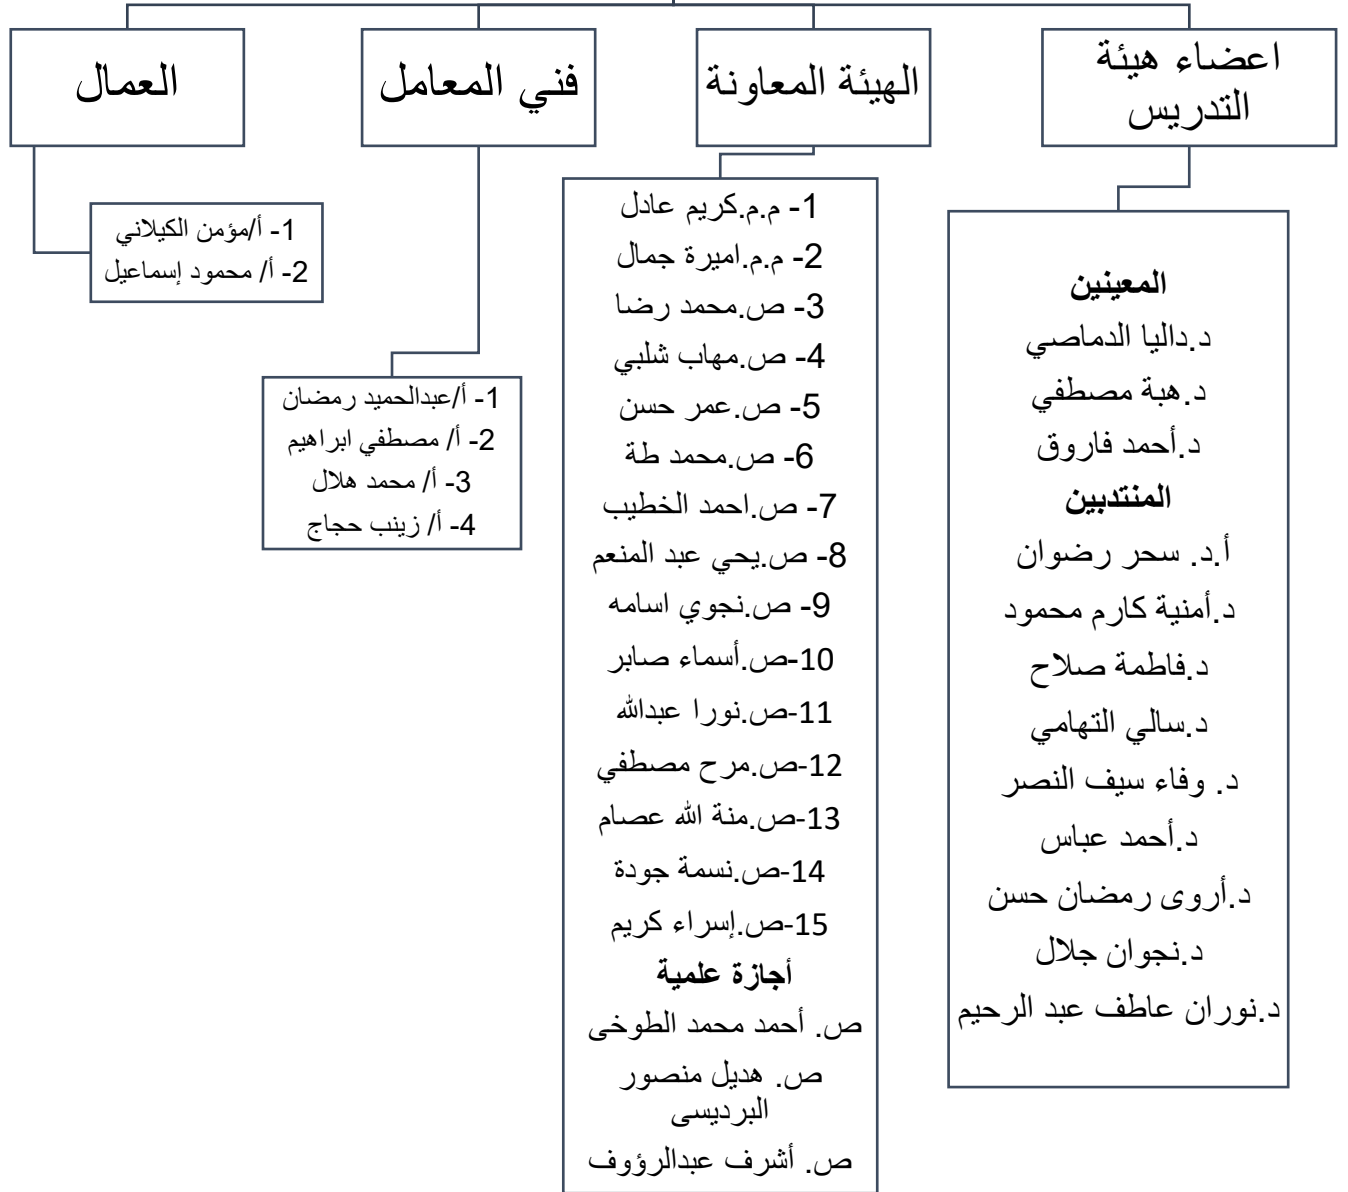 اعضاء هيئة
التدريس
المعينين
د.داليا الدماصي
د.هبة مصطفي
د.أحمد فاروق
المنتدبين
أ.د. سحر رضوان
د.أمنية كارم محمود
د.فاطمة صلاح
د.سالي التهامي
د. وفاء سيف النصر
د.أحمد عباس
د.أروى رمضان حسن
د.نجوان جلال
د.نوران عاطف عبد الرحيم
الهيئة المعاونة
1- م.م.كريم عادل
2- م.م.اميرة جمال
3- ص.محمد رضا
4- ص.مهاب شلبي
5- ص.عمر حسن
6- ص.محمد طة
7- ص.احمد الخطيب
8- ص.يحي عبد المنعم
9- ص.نجوي اسامه
10-ص.أسماء صابر
11-ص.نورا عبدالله
12-ص.مرح مصطفي
13-ص.منة الله عصام
14-ص.نسمة جودة
15-ص.إسراء كريم
أجازة علمية
ص. أحمد محمد الطوخى
ص. هديل منصور
البرديسى
ص. أشرف عبدالرؤوف
فني المعامل
1- أ/عبدالحميد رمضان
2- أ/ مصطفي ابراهيم
3- أ/ محمد هلال
4- أ/ زينب حجاج
العمال
1- أ/مؤمن الكيلاني
2- أ/ محمود إسماعيل